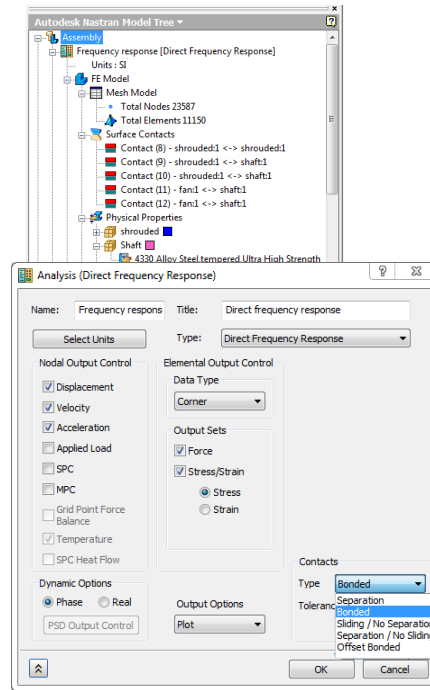 Autodesk Nastran Model Tree
Assembly
Frequency response [Direct Frequency Response]
Units : SI
FE Model
Mesh Model
Total Nodes 23587
Total Elements 11150
Surface Contacts
Contact (8) - shrouded:1 <-> shrouded:1
Contact (9) - shrouded:1 <-> shaft:1
Contact (10) - shrouded:1 <-> shaft:1
Contact (11) - fan:1 <-> shaft:1
Contact (12) - fan:1 <-> shaft:1
Physical Properties
shrouded
Shaft
4330 Alloy Steel,tempered,Ultra High Strength
Analysis (Direct Frequency Response)
Name: Frequency respons Title: Direct frequency response
Select Units Type: Direct Frequency Response
Nodal Output Control
Displacement
Velocity
Acceleration
Applied Load
SPC
MPC
Grid Point Force
Balance
Temperature
SPC Heat Flow
Elemental Output Control
Data Type
Corner
Output Sets
Force
Stress/Strain
Stress
Strain
Dynamic Options
Phase Real
PSD Output Control
Output Options
Plot
Contacts
Type Bonded
Toleranc
Separation
Bonded
Sliding / No Separatio
Separation / No Slidin
Offset Bonded
OK Cancel